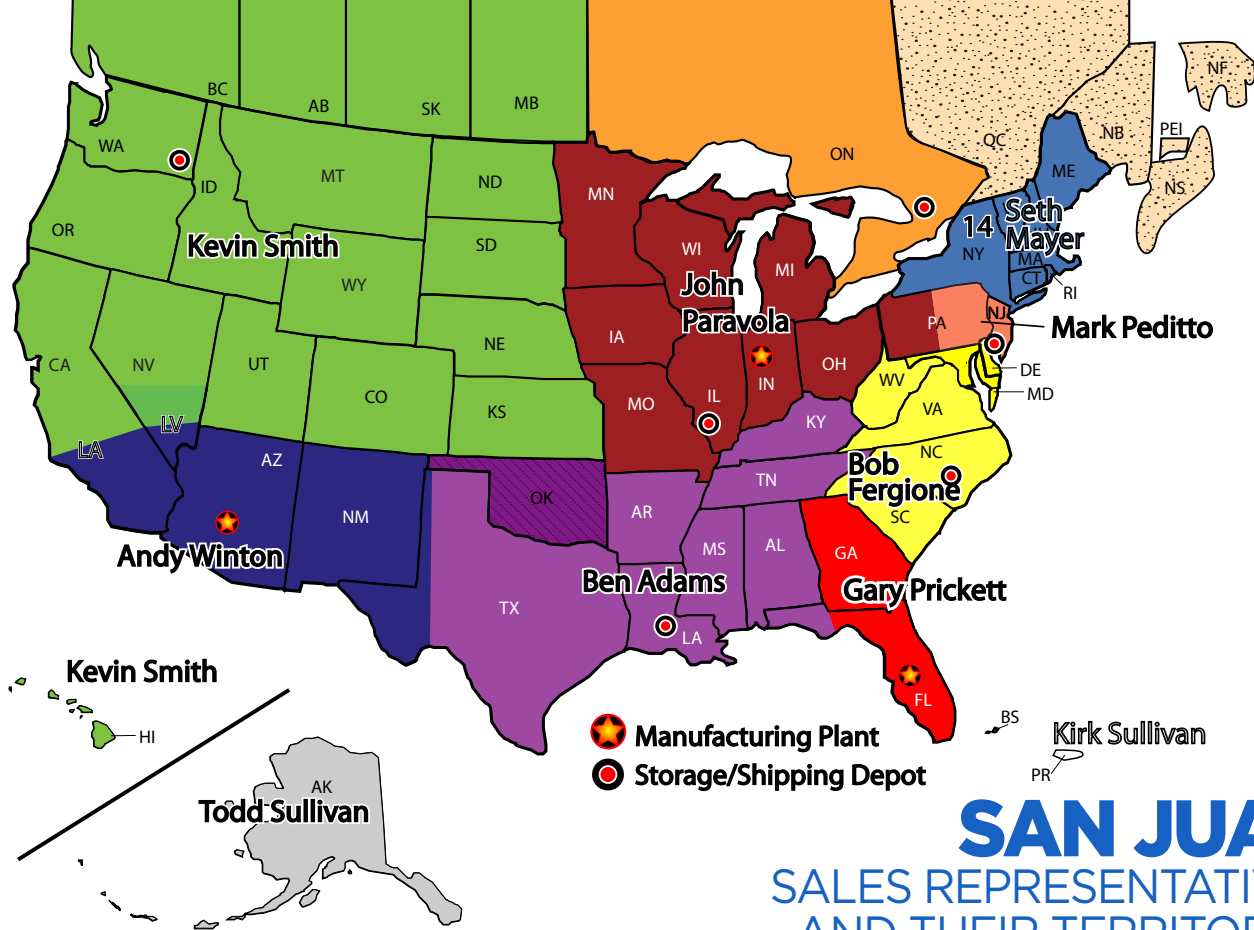 BC
AB
SK
MB
ON
QC
NB
NF
PEI
NS
WA
OR
ID
MT
ND
SD
WY
NE
KS
CO
UT
NV
CA
LV
LA
Kevin Smith
MN
WI
MI
IA
IL
IN
OH
MO
John
Paravola
ME
14
Seth
Mayer
NY
MA
CT
RI
PA
NJ
Mark Peditto
DE
MD
WV
VA
NC
SC
Bob
Fergione
KY
TN
AR
MS
AL
OK
TX
LA
Ben Adams
AZ
NM
Andy Winton
GA
Gary Prickett
FL
Kevin Smith
HI
AK
Todd Sullivan
Manufacturing Plant
Storage/Shipping Depot
BS
Kirk Sullivan
PR
SAN JUA
SALES REPRESENTATIV
AND THEIR TERRITOR